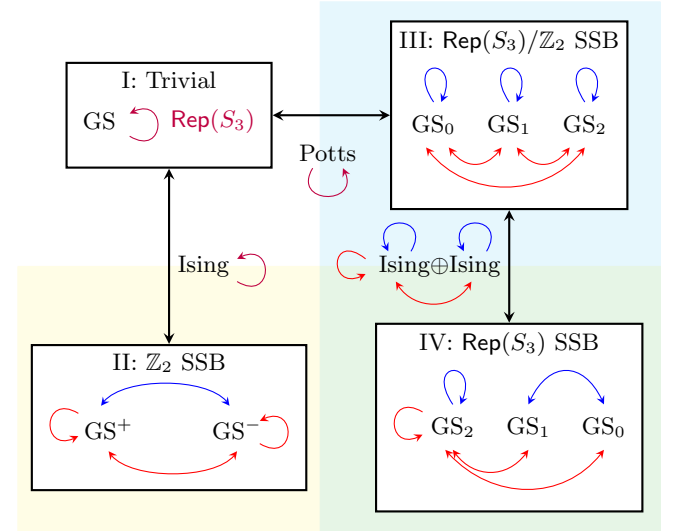 III: Rep(S₃)/ℤ₂ SSB
GS₀ GS₁ GS₂
I: Trivial
GS Rep(S₃)
Potts
Ising
Ising⊕Ising
II: ℤ₂ SSB
GS⁺ GS⁻
IV: Rep(S₃) SSB
GS₂ GS₁ GS₀